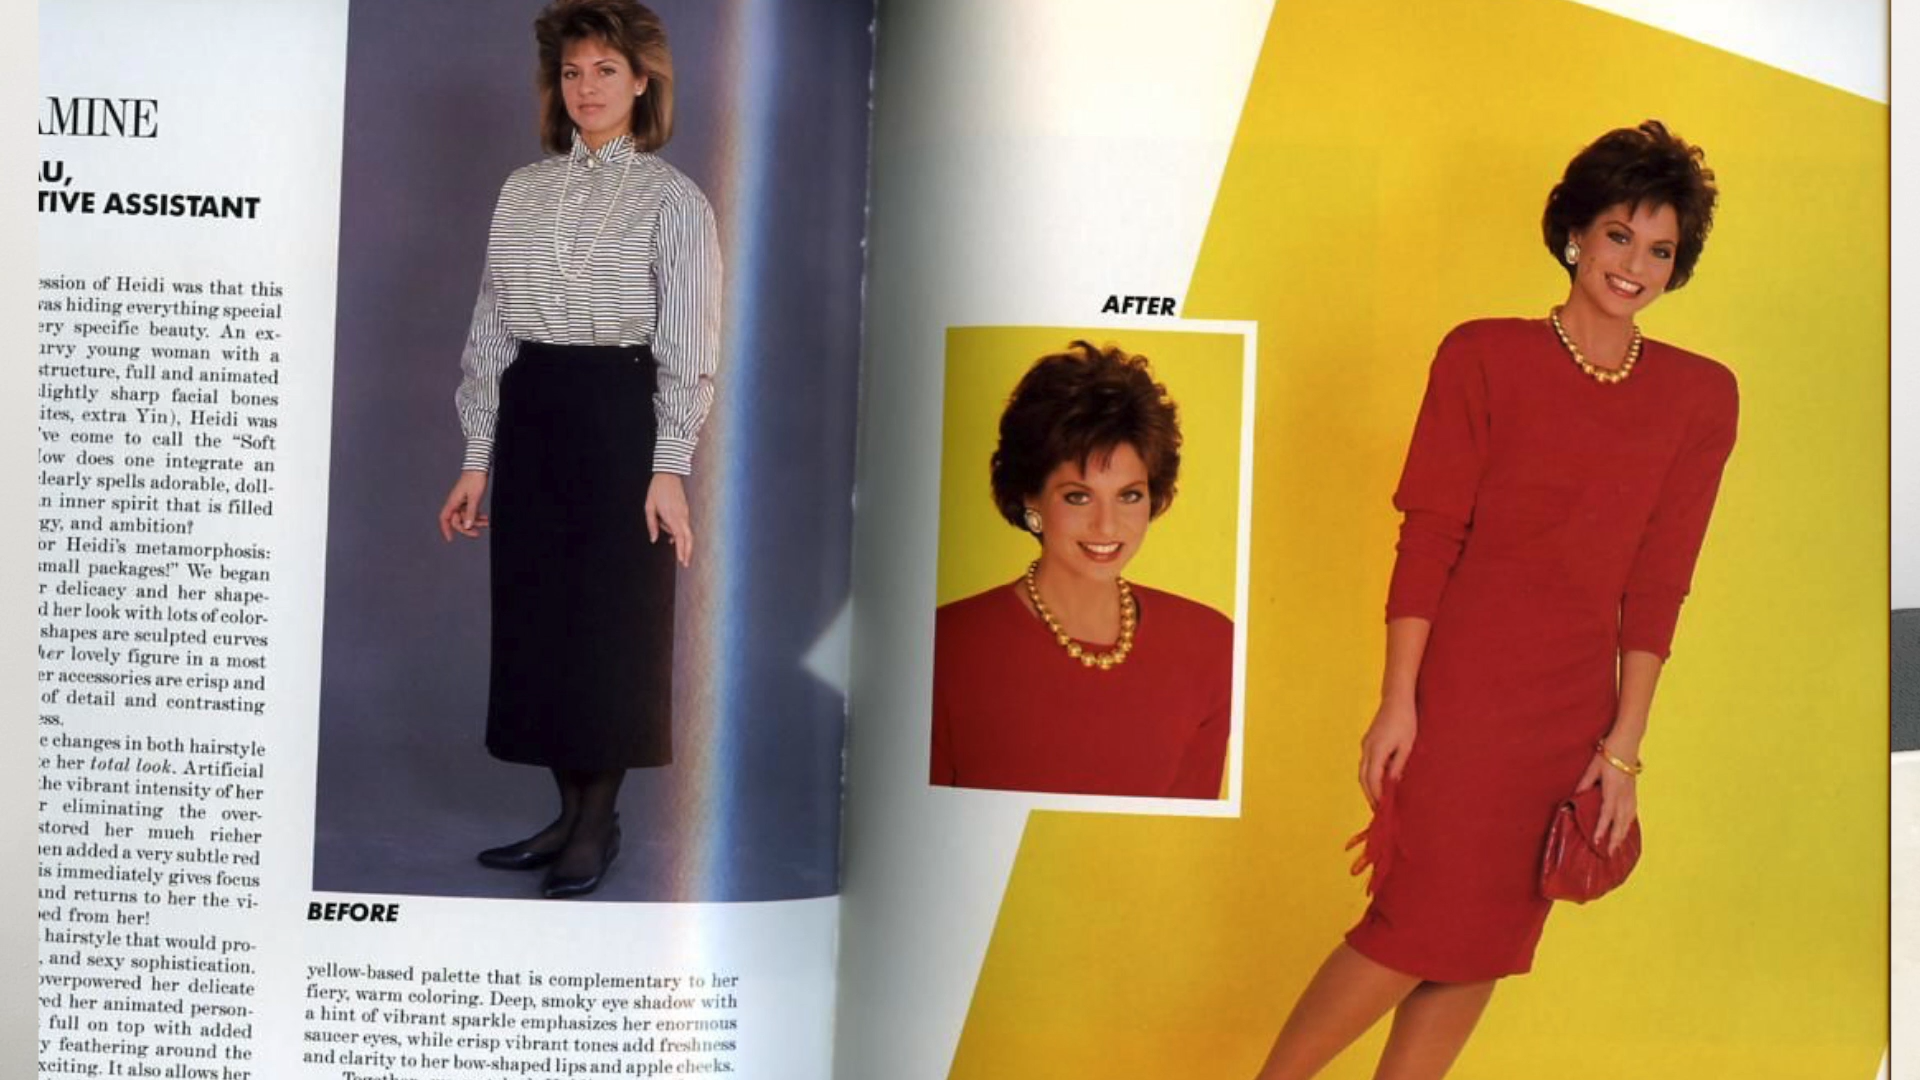 AMINE
AU,
TIVE ASSISTANT
ession of Heidi was that this
was hiding everything special
ery specific beauty. An ex-
urvy young woman with a
structure, full and animated
slightly sharp facial bones
ites, extra Yin), Heidi was
've come to call the “Soft
How does one integrate an
clearly spells adorable, doll-
n inner spirit that is filled
gy, and ambition?
or Heidi's metamorphosis:
small packages!” We began
r delicacy and her shape-
d her look with lots of color-
shapes are sculpted curves
her lovely figure in a most
er accessories are crisp and
of detail and contrasting
ess.
e changes in both hairstyle
e her total look. Artificial
the vibrant intensity of her
r eliminating the over-
stored her much richer
hen added a very subtle red
is immediately gives focus
and returns to her the vi-
ped from her!
hairstyle that would pro-
, and sexy sophistication.
overpowered her delicate
red her animated person-
full on top with added
y feathering around the
xciting. It also allows her
BEFORE
yellow-based palette that is complementary to her
fiery, warm coloring. Deep, smoky eye shadow with
a hint of vibrant sparkle emphasizes her enormous
saucer eyes, while crisp vibrant tones add freshness
and clarity to her bow-shaped lips and apple cheeks.
AFTER